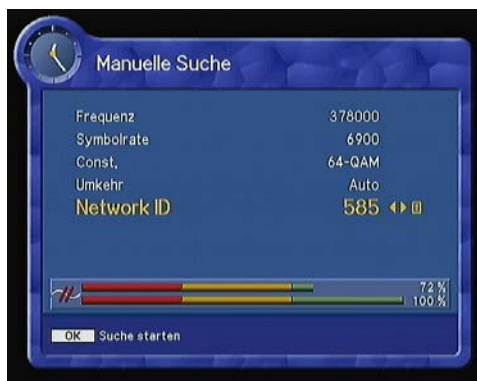 Manuelle Suche
Frequenz 378000
Symbolrate 6900
Const. 64-QAM
Umkehr Auto
Network ID 585
72 %
100 %
OK Suche starten